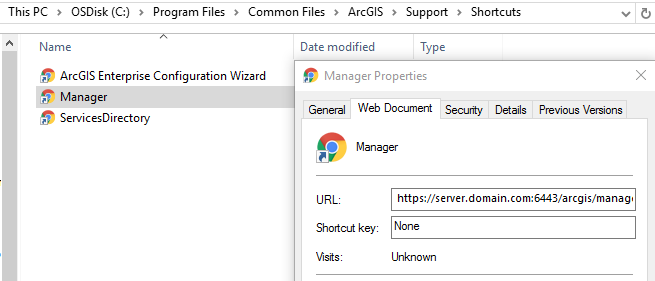 This PC > OSDisk (C:) > Program Files > Common Files > ArcGIS > Support > Shortcuts
Name Date modified Type
ArcGIS Enterprise Configuration Wizard
Manager
ServicesDirectory
Manager Properties
General Web Document Security Details Previous Versions
Manager
URL: https://server.domain.com:6443/arcgis/manage
Shortcut key: None
Visits: Unknown